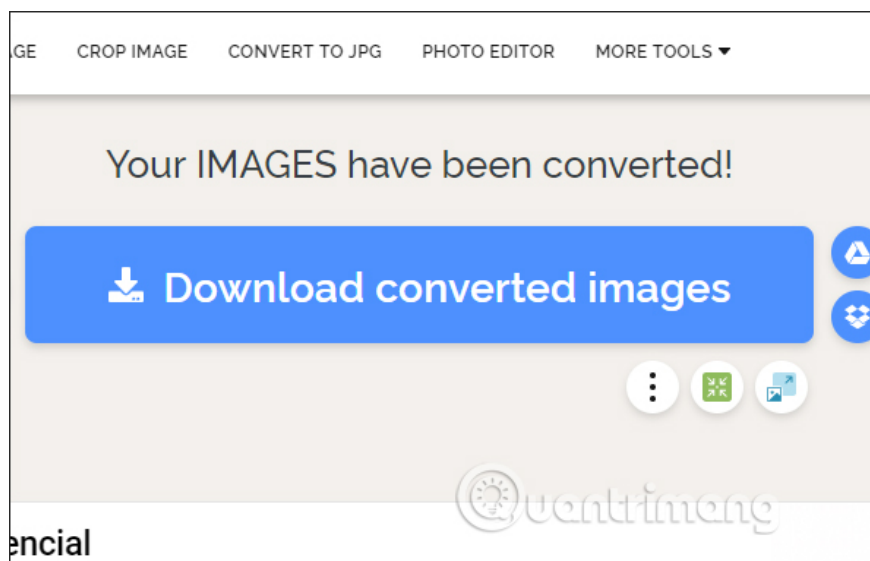 GE CROP IMAGE CONVERT TO JPG PHOTO EDITOR MORE TOOLS
Your IMAGES have been converted!
Download converted images
Quantrimang
encial